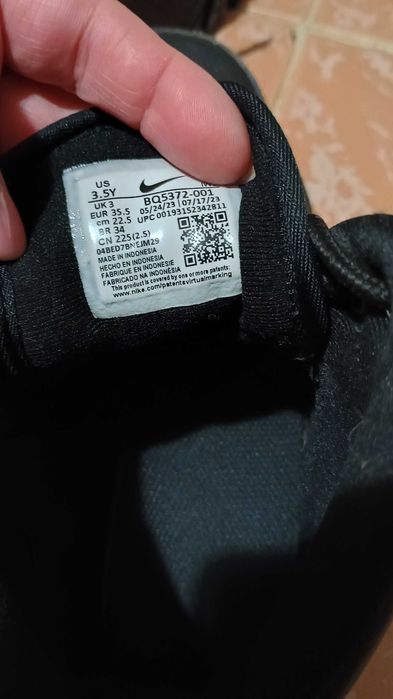 US
3.5Y
UK 3
BQ5372-001
EUR 35.5
05/24/23 07/17/23
cm 22.5
UPC 00193152342811
BR 34
CN 225(2.5)
04BED7BNEJM29
MADE IN INDONESIA
HECHO EN INDONESIA
FABRIQUE EN INDONESIE
FABRICADO NA INDONÉSIA
This product is covered by one or more patents:
www.nike.com/patentsvirtualmarking